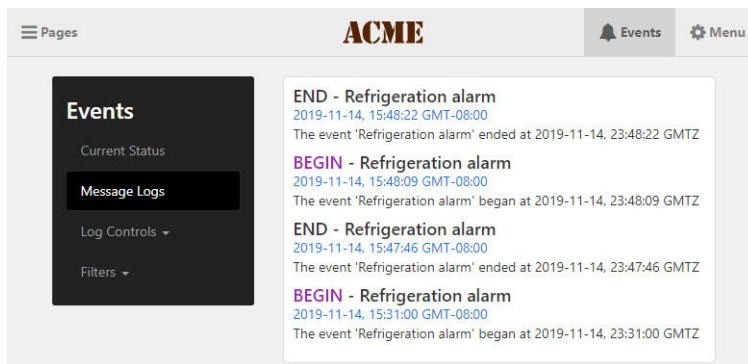 Pages
ACME
Events
Menu
Events
Current Status
Message Logs
Log Controls
Filters
END - Refrigeration alarm
2019-11-14, 15:48:22 GMT-08:00
The event 'Refrigeration alarm' ended at 2019-11-14, 23:48:22 GMTZ
BEGIN - Refrigeration alarm
2019-11-14, 15:48:09 GMT-08:00
The event 'Refrigeration alarm' began at 2019-11-14, 23:48:09 GMTZ
END - Refrigeration alarm
2019-11-14, 15:47:46 GMT-08:00
The event 'Refrigeration alarm' ended at 2019-11-14, 23:47:46 GMTZ
BEGIN - Refrigeration alarm
2019-11-14, 15:31:00 GMT-08:00
The event 'Refrigeration alarm' began at 2019-11-14, 23:31:00 GMTZ